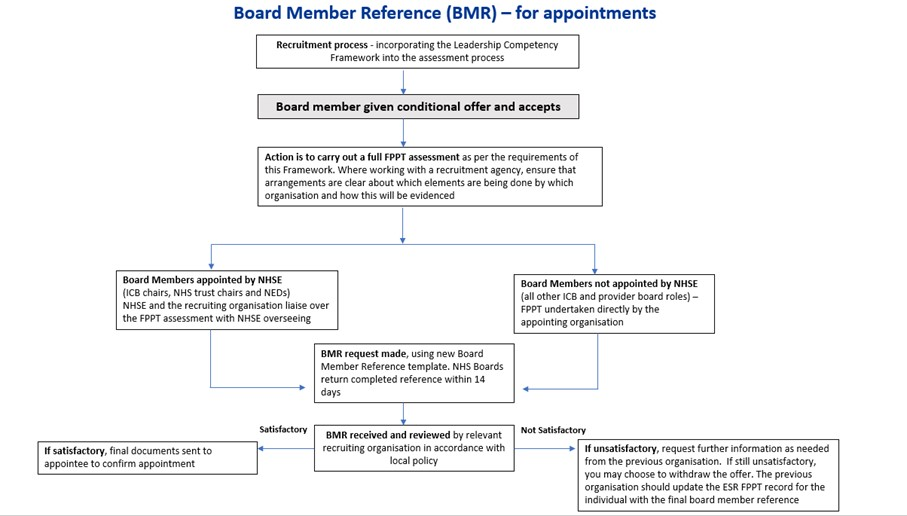 Board Member Reference (BMR) – for appointments
Recruitment process - incorporating the Leadership Competency
Framework into the assessment process
Board member given conditional offer and accepts
Action is to carry out a full FPPT assessment as per the requirements of
this Framework. Where working with a recruitment agency, ensure that
arrangements are clear about which elements are being done by which
organisation and how this will be evidenced
Board Members appointed by NHSE
(ICB chairs, NHS trust chairs and NEDs)
NHSE and the recruiting organisation liaise over
the FPPT assessment with NHSE overseeing
Board Members not appointed by NHSE
(all other ICB and provider board roles) –
FPPT undertaken directly by the
appointing organisation
BMR request made, using new Board
Member Reference template. NHS Boards
return completed reference within 14
days
Satisfactory
BMR received and reviewed by relevant
recruiting organisation in accordance with
local policy
Not Satisfactory
If satisfactory, final documents sent to
appointee to confirm appointment
If unsatisfactory, request further information as needed
from the previous organisation. If still unsatisfactory,
you may choose to withdraw the offer. The previous
organisation should update the ESR FPPT record for the
individual with the final board member reference